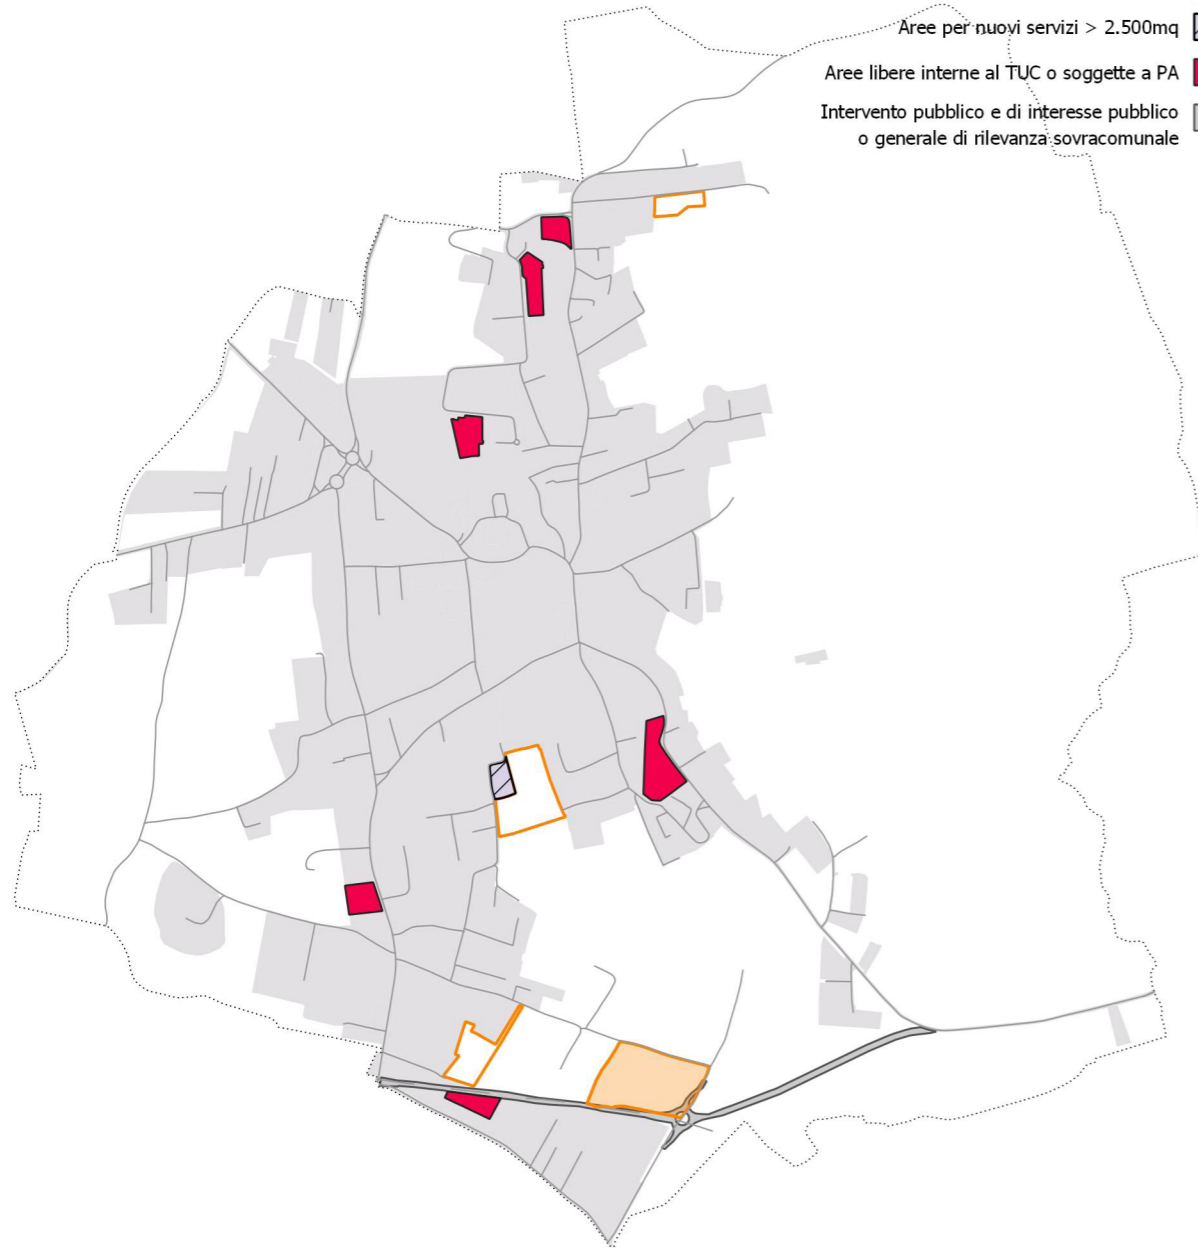 Aree per nuovi servizi > 2.500mq
Aree libere interne al TUC o soggette a PA
Intervento pubblico e di interesse pubblico
o generale di rilevanza sovracomunale